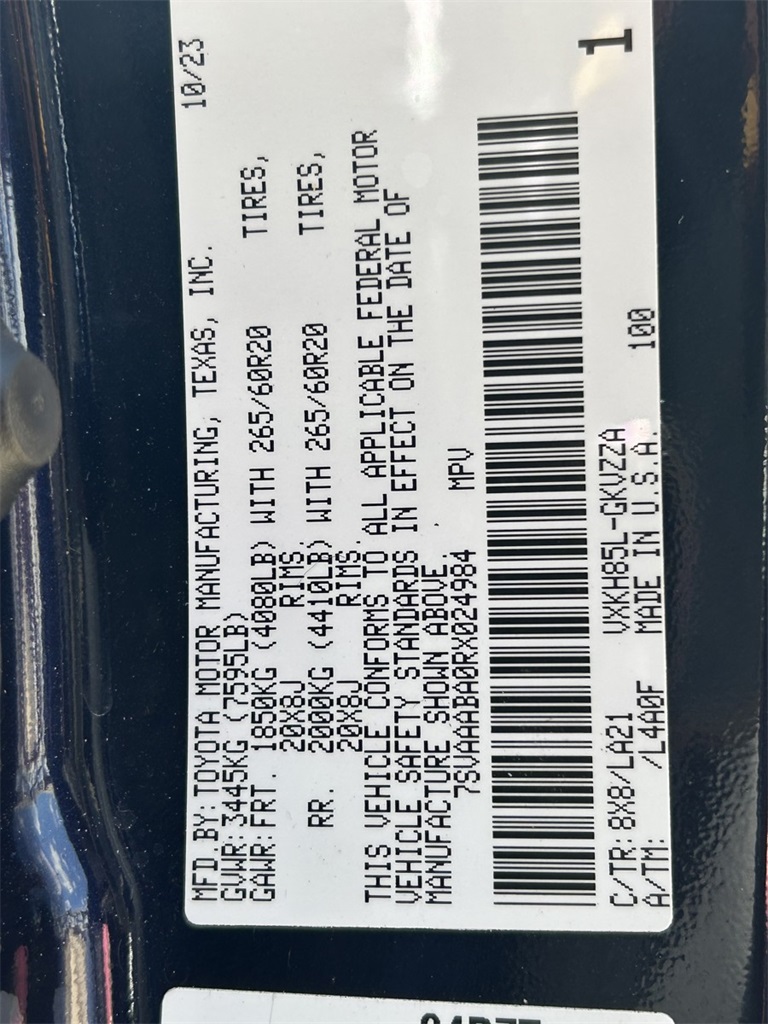 MFD BY: TOYOTA MOTOR MANUFACTURING, TEXAS, INC. 10/23
GVWR: 3445KG (7595LB)
GAWR: FRT. 1850KG (4080LB) WITH 265/60R20 TIRES,
20X8J RIMS,
RR. 2000KG (4410LB) WITH 265/60R20 TIRES,
20X8J RIMS.
THIS VEHICLE CONFORMS TO ALL APPLICABLE FEDERAL MOTOR
VEHICLE SAFETY STANDARDS IN EFFECT ON THE DATE OF
MANUFACTURE SHOWN ABOVE.
7SVAAABA0RX024984 MPV
1
C/TR: 8X8/LA21 VXKH85L-GKVZZA
A/TM: /L4A0F MADE IN U.S.A. 100